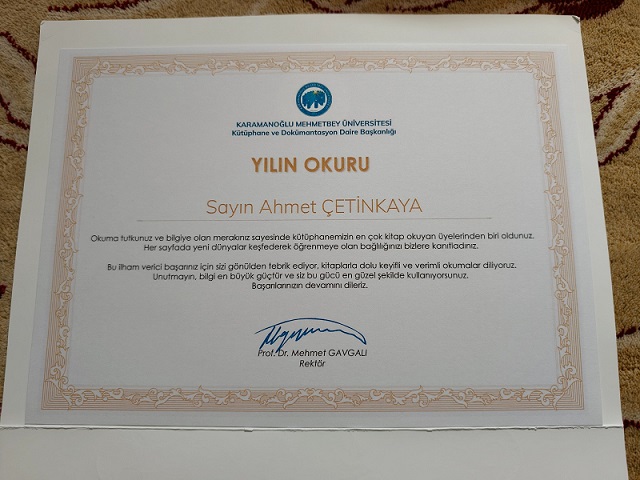 KARAMANOĞLU MEHMETBEY ÜNİVERSİTESİ
Kütüphane ve Dokümantasyon Daire Başkanlığı
YILIN OKURU
Sayın Ahmet ÇETİNKAYA
Okuma tutkunuz ve bilgiye olan merakınız sayesinde kütüphanemizin en çok kitap okuyan üyelerinden biri oldunuz.
Her sayfada yeni dünyalar keşfederek öğrenmeye olan bağlılığınızı bizlere kanıtladınız.
Bu ilham verici başarınız için sizi gönülden tebrik ediyor, kitaplarla dolu keyifli ve verimli okumalar diliyoruz.
Unutmayın, bilgi en büyük güçtür ve siz bu gücü en güzel şekilde kullanıyorsunuz.
Başarılarınızın devamını dileriz.
Prof. Dr. Mehmet GAVGALI
Rektör